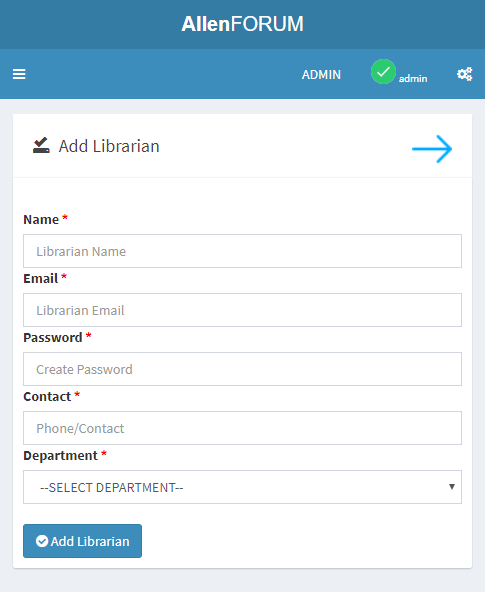 AllenFORUM
ADMIN admin
Add Librarian
Name *
Librarian Name
Email *
Librarian Email
Password *
Create Password
Contact *
Phone/Contact
Department *
--SELECT DEPARTMENT--
Add Librarian